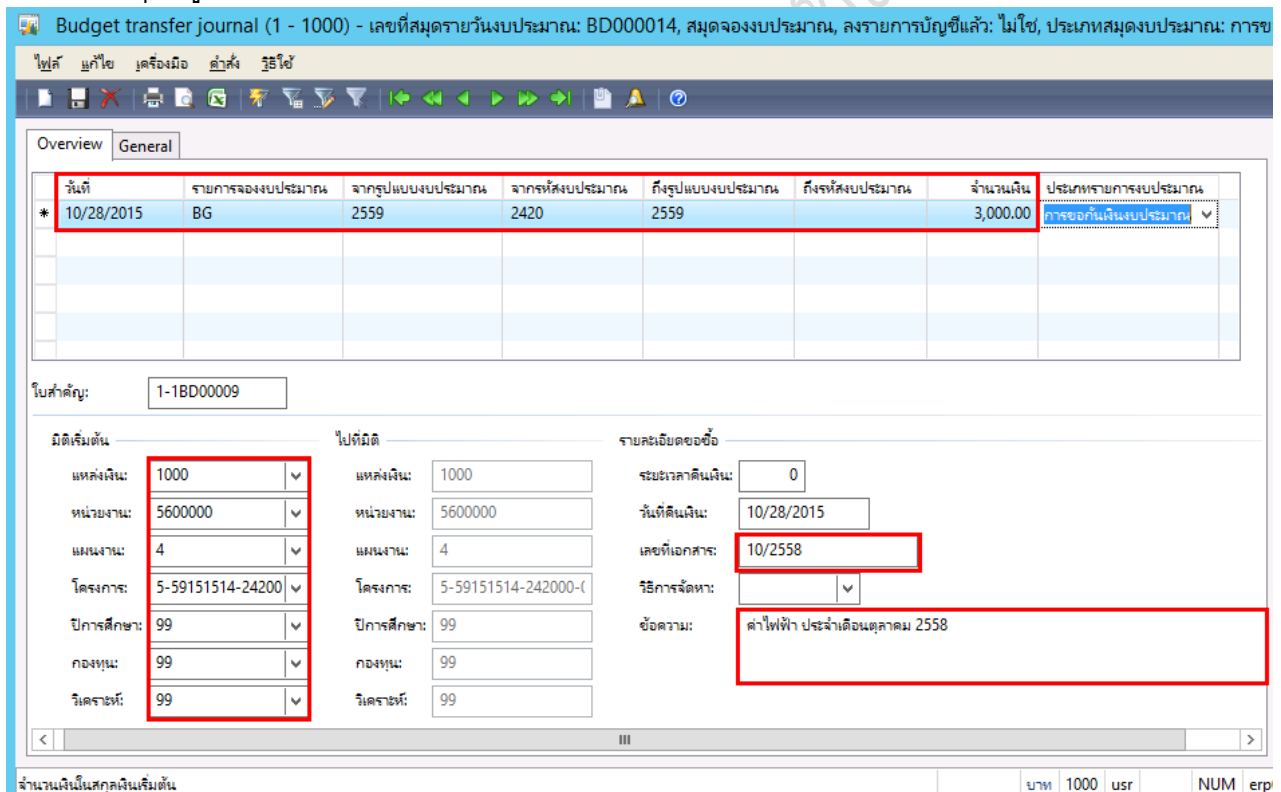 Budget transfer journal (1 - 1000) - เลขที่สมุดรายวันงบประมาณ: BD000014, สมุดจองงบประมาณ, ลงรายการบัญชีแล้ว: ไม่ใช่, ประเภทสมุดงบประมาณ: การข
ไฟล์ แก้ไข เครื่องมือ คำสั่ง วิธีใช้
Overview General
วันที่ รายการจองงบประมาณ จากรูปแบบงบประมาณ จากรหัสงบประมาณ ถึงรูปแบบงบประมาณ ถึงรหัสงบประมาณ จำนวนเงิน ประเภทรายการงบประมาณ
* 10/28/2015 BG 2559 2420 2559 3,000.00 การขอกันเงินงบประมาณ
ใบสำคัญ: 1-1BD00009
มิติเริ่มต้น ไปที่มิติ รายละเอียดขอซื้อ
แหล่งเงิน: 1000 แหล่งเงิน: 1000 ระยะเวลาคืนเงิน: 0
หน่วยงาน: 5600000 หน่วยงาน: 5600000 วันที่คืนเงิน: 10/28/2015
แผนงาน: 4 แผนงาน: 4 เลขที่เอกสาร: 10/2558
โครงการ: 5-59151514-24200 โครงการ: 5-59151514-242000-( วิธีการจัดหา:
ปีการศึกษา: 99 ปีการศึกษา: 99 ข้อความ: ค่าไฟฟ้า ประจำเดือนตุลาคม 2558
กองทุน: 99 กองทุน: 99
วิเคราะห์: 99 วิเคราะห์: 99
จำนวนเงินในสกุลเงินเริ่มต้น บาท 1000 usr NUM erp